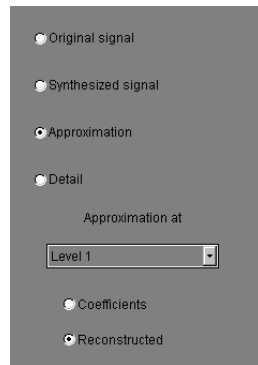 Original signal
Synthesized signal
Approximation
Detail
Approximation at
Level 1
Coefficients
Reconstructed